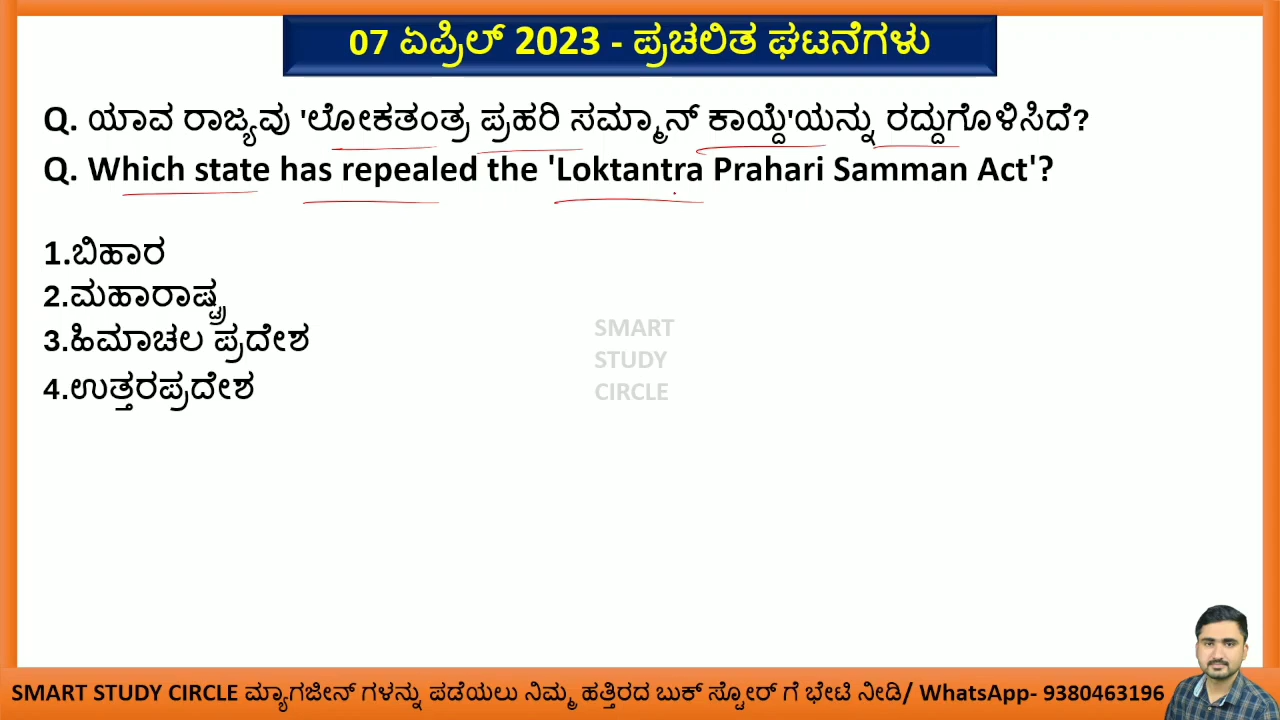 07 ಏಪ್ರಿಲ್ 2023 - ಪ್ರಚಲಿತ ಘಟನೆಗಳು
Q. ಯಾವ ರಾಜ್ಯವು 'ಲೋಕತಂತ್ರ ಪ್ರಹರಿ ಸಮ್ಮಾನ್ ಕಾಯ್ದೆ'ಯನ್ನು ರದ್ದುಗೊಳಿಸಿದೆ?
Q. Which state has repealed the 'Loktantra Prahari Samman Act'?
1.ಬಿಹಾರ
2.ಮಹಾರಾಷ್ಟ್ರ
3.ಹಿಮಾಚಲ ಪ್ರದೇಶ
4.ಉತ್ತರಪ್ರದೇಶ
SMART
STUDY
CIRCLE
SMART STUDY CIRCLE ಮ್ಯಾಗಜೀನ್ ಗಳನ್ನು ಪಡೆಯಲು ನಿಮ್ಮ ಹತ್ತಿರದ ಬುಕ್ ಸ್ಟೋರ್ ಗೆ ಭೇಟಿ ನೀಡಿ/ WhatsApp- 9380463196